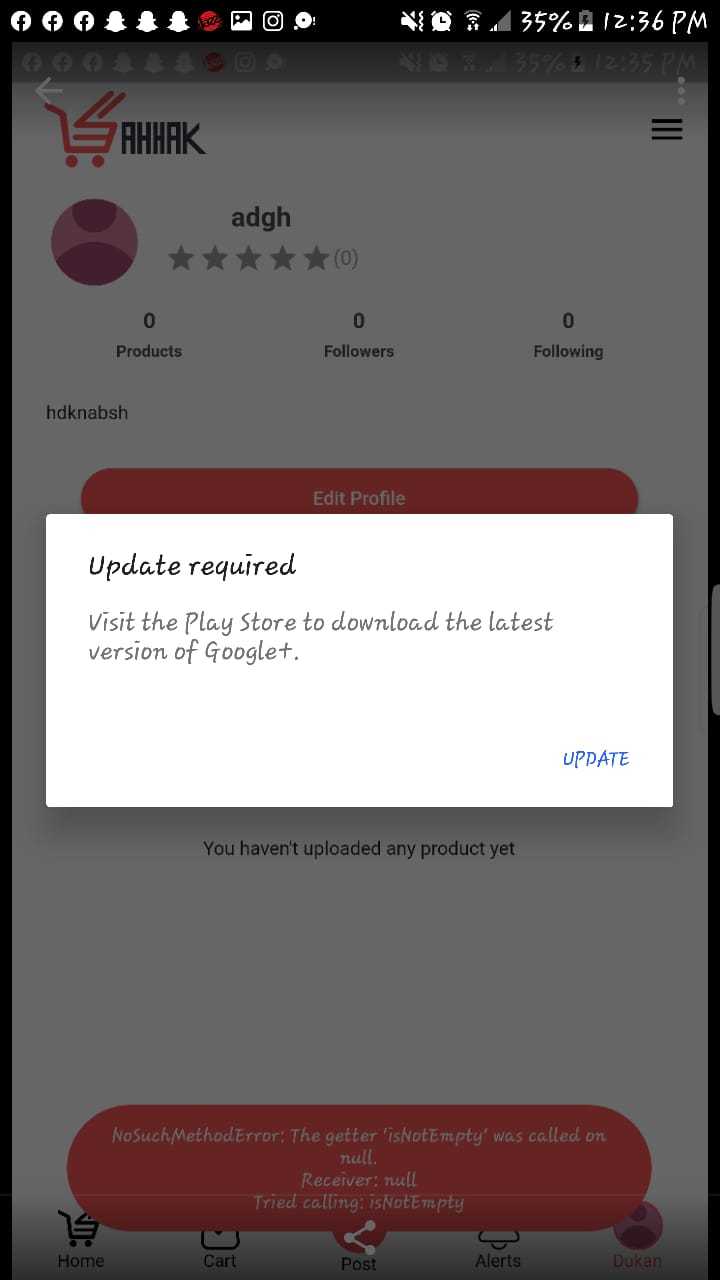 35% 12:36 PM
35% 12:35 PM
AHHAK
adgh
(0)
0 0 0
Products Followers Following
hdknabsh
Edit Profile
Update required
Visit the Play Store to download the latest
version of Google+.
UPDATE
You haven't uploaded any product yet
NoSuchMethodError: The getter 'isNotEmpty' was called on
null.
Receiver: null
Tried calling: isNotEmpty
Home Cart Post Alerts Dukan